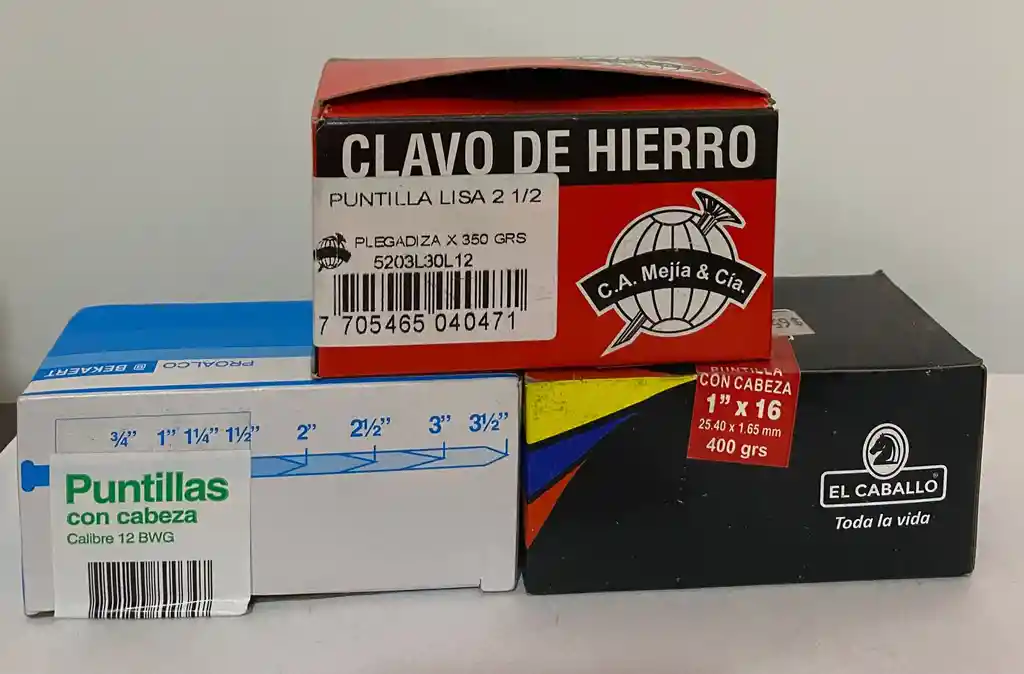 CLAVO DE HIERRO
PUNTILLA LISA 2 1/2
PLEGADIZA X 350 GRS
5203L30L12
7 705465 040471
C.A. Mejía & Cía.
PROALCO BEKAERT
¾" 1" 1¼" 1½" 2" 2½" 3" 3½"
Puntillas
con cabeza
Calibre 12 BWG
PUNTILLA
CON CABEZA
1" x 16
25.40 x 1.65 mm
400 grs
EL CABALLO®
Toda la vida